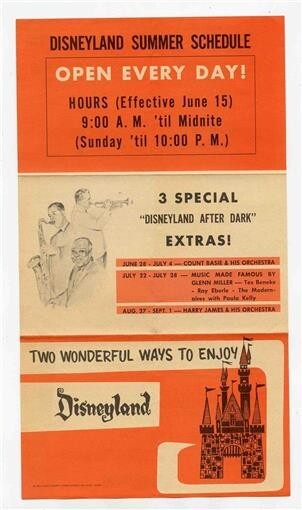 DISNEYLAND SUMMER SCHEDULE
OPEN EVERY DAY!
HOURS (Effective June 15)
9:00 A. M. 'til Midnite
(Sunday 'til 10:00 P. M.)
3 SPECIAL
"DISNEYLAND AFTER DARK"
EXTRAS!
JUNE 28 - JULY 4 — COUNT BASIE & HIS ORCHESTRA
JULY 22 - JULY 28 — MUSIC MADE FAMOUS BY
GLENN MILLER — Tex Beneke
- Ray Eberle - The Modern-
aires with Paula Kelly
AUG. 27 - SEPT. 1 — HARRY JAMES & HIS ORCHESTRA
TWO WONDERFUL WAYS TO ENJOY
Disneyland